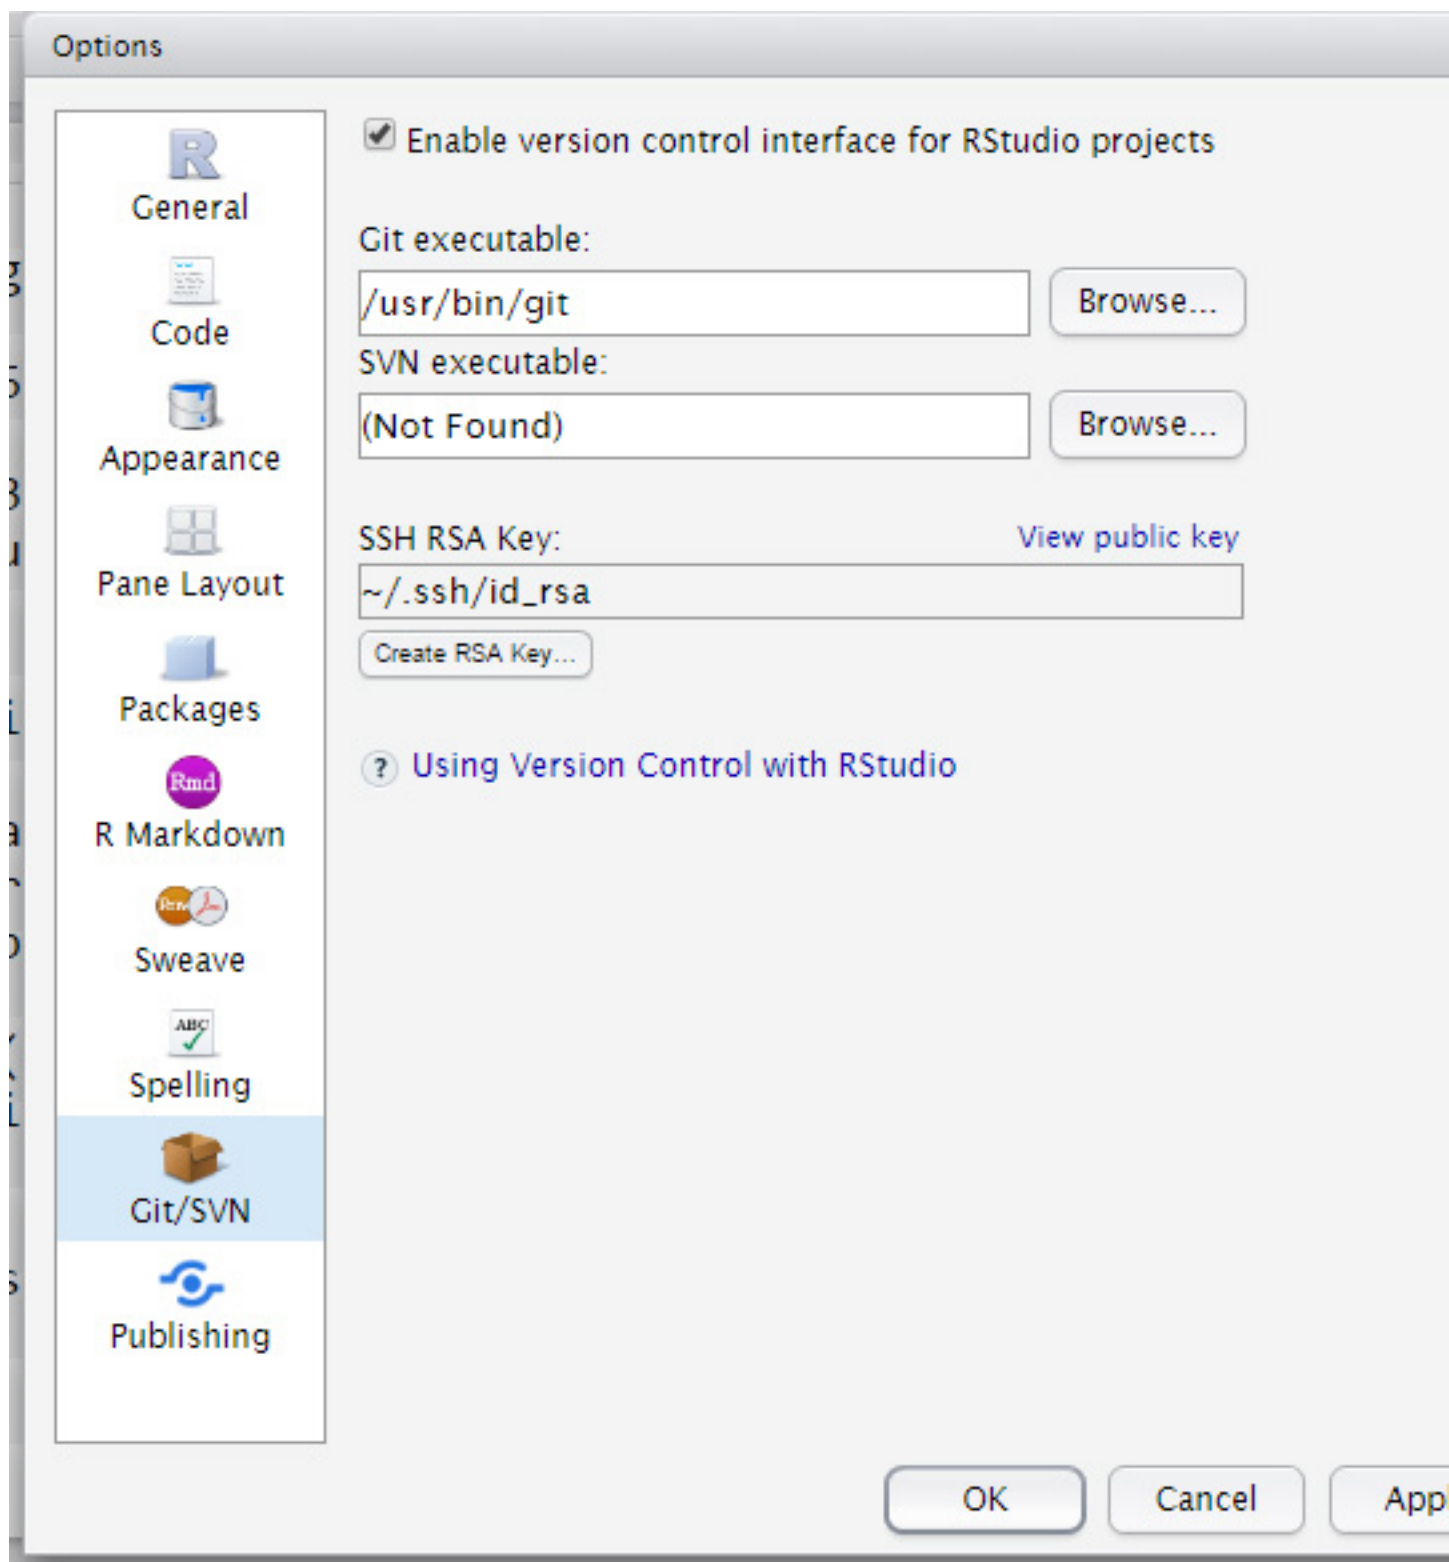 Options
General
Code
Appearance
Pane Layout
Packages
Rmd
R Markdown
Sweave
ABC
Spelling
Git/SVN
Publishing
Enable version control interface for RStudio projects
Git executable:
/usr/bin/git
Browse...
SVN executable:
(Not Found)
Browse...
SSH RSA Key:
View public key
~/.ssh/id_rsa
Create RSA Key...
? Using Version Control with RStudio
OK
Cancel
Appl